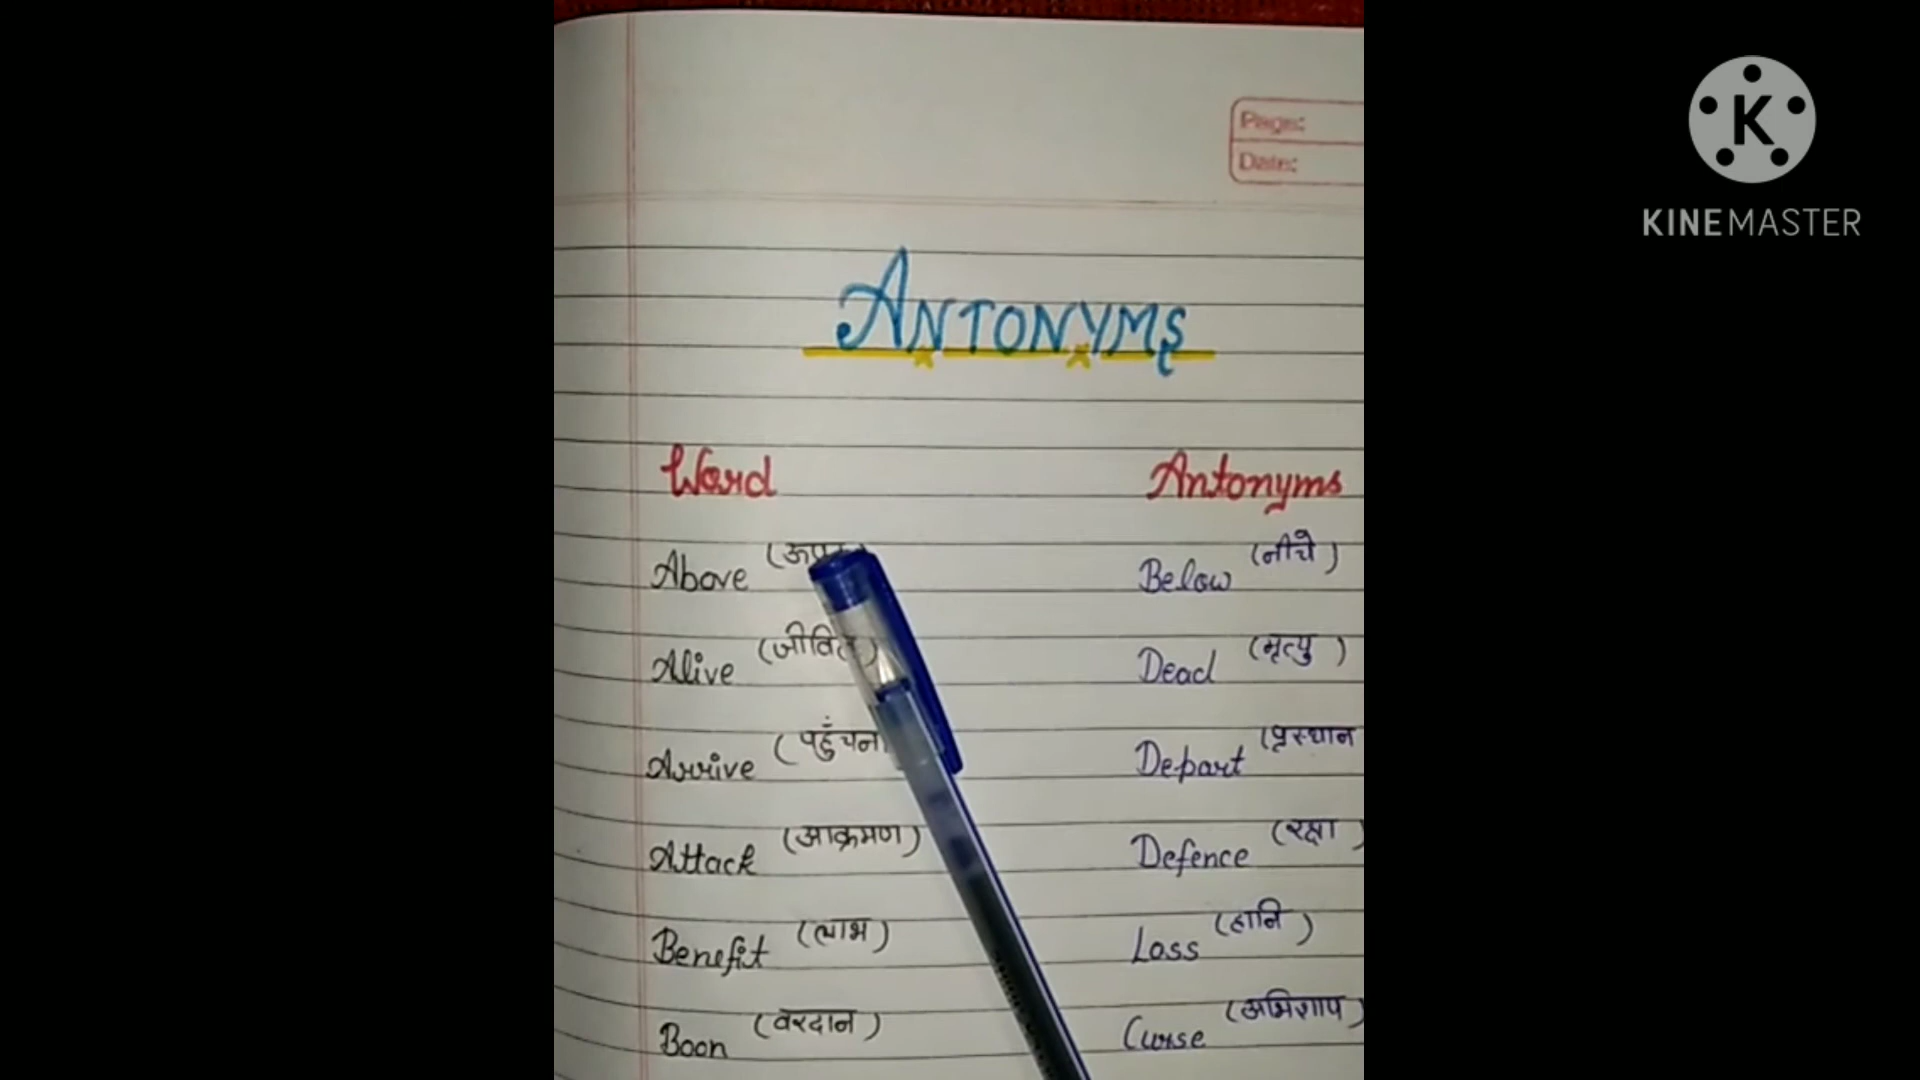 Page:
Date:
K
KINEMASTER
ANTONYMS
Word Antonyms
Above Below (नीचे)
Alive (जीवित) Dead (मृत्यु)
Arrive (पहुँचना Depart (प्रस्थान
Attack (आक्रमण) Defence (रक्षा)
Benefit (लाभ) Loss (हानि)
Boon (वरदान) Curse (अभिशाप)